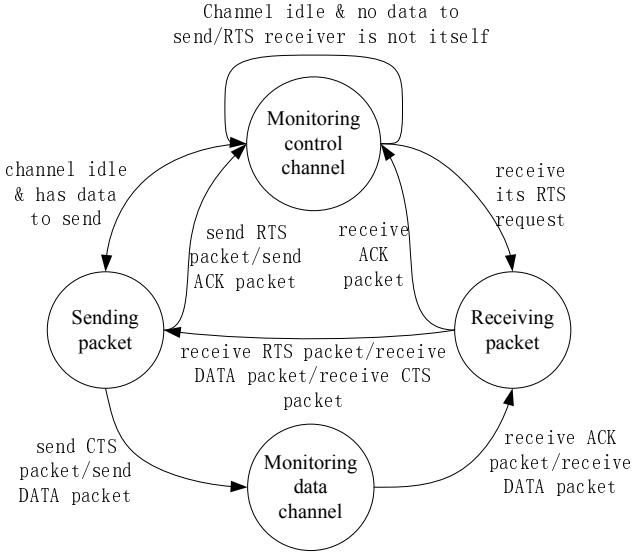 Channel idle & no data to
send/RTS receiver is not itself
Monitoring
control
channel
channel idle
& has data
to send
receive
its RTS
request
send RTS
packet/send
ACK packet
receive
ACK
packet
Sending
packet
Receiving
packet
receive RTS packet/receive
DATA packet/receive CTS
packet
send CTS
packet/send
DATA packet
Monitoring
data
channel
receive ACK
packet/receive
DATA packet